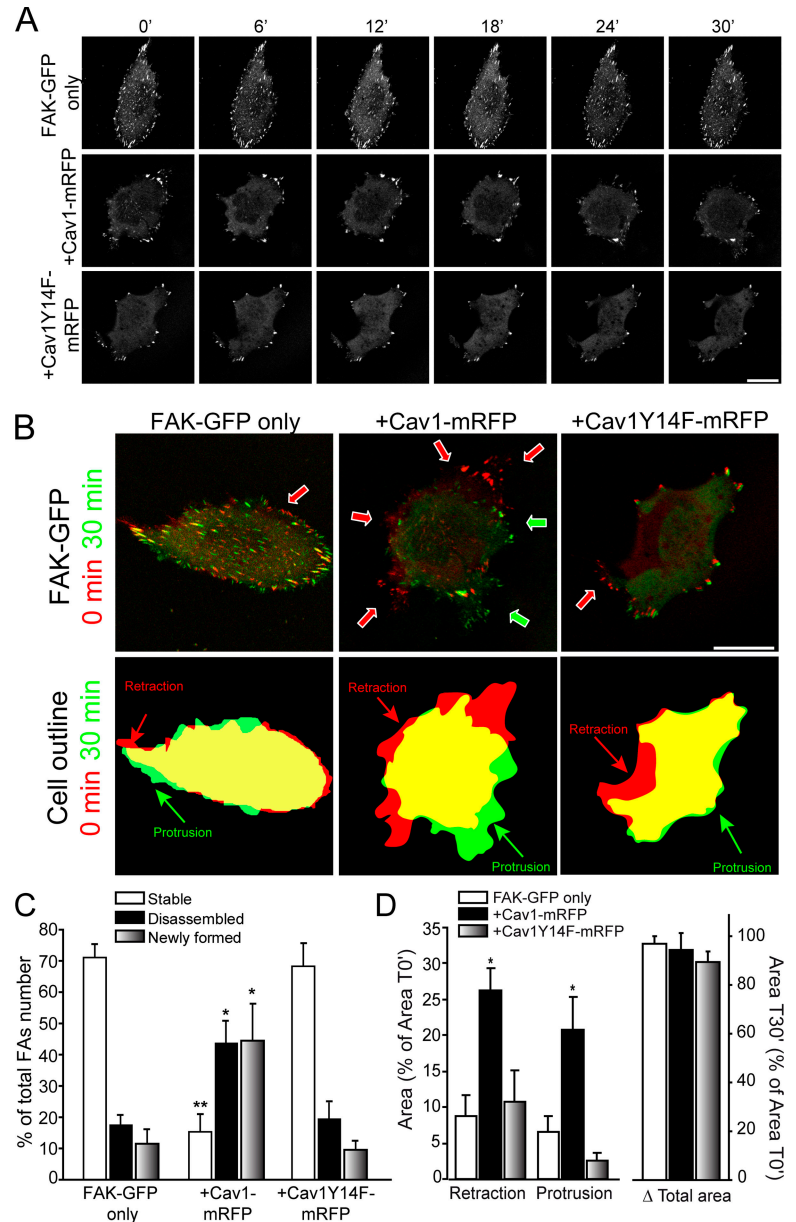 A
0’ 6’ 12’ 18’ 24’ 30’
FAK-GFP
only
+Cav1-mRFP
+Cav1Y14F-
mRFP
B
FAK-GFP only +Cav1-mRFP +Cav1Y14F-mRFP
FAK-GFP
0 min 30 min
Cell outline
0 min 30 min
Retraction
Protrusion
Retraction
Protrusion
Retraction
Protrusion
C
Stable
Disassembled
Newly formed
% of total FAs number
80
70
60
50
40
30
20
10
0
**
*
*
FAK-GFP
only
+Cav1-
mRFP
+Cav1Y14F-
mRFP
D
FAK-GFP only
+Cav1-mRFP
+Cav1Y14F-mRFP
Area (% of Area T0')
35
30
25
20
15
10
5
0
*
*
Retraction Protrusion
Δ Total area
100
80
60
40
20
0
Area T30' (% of Area T0')